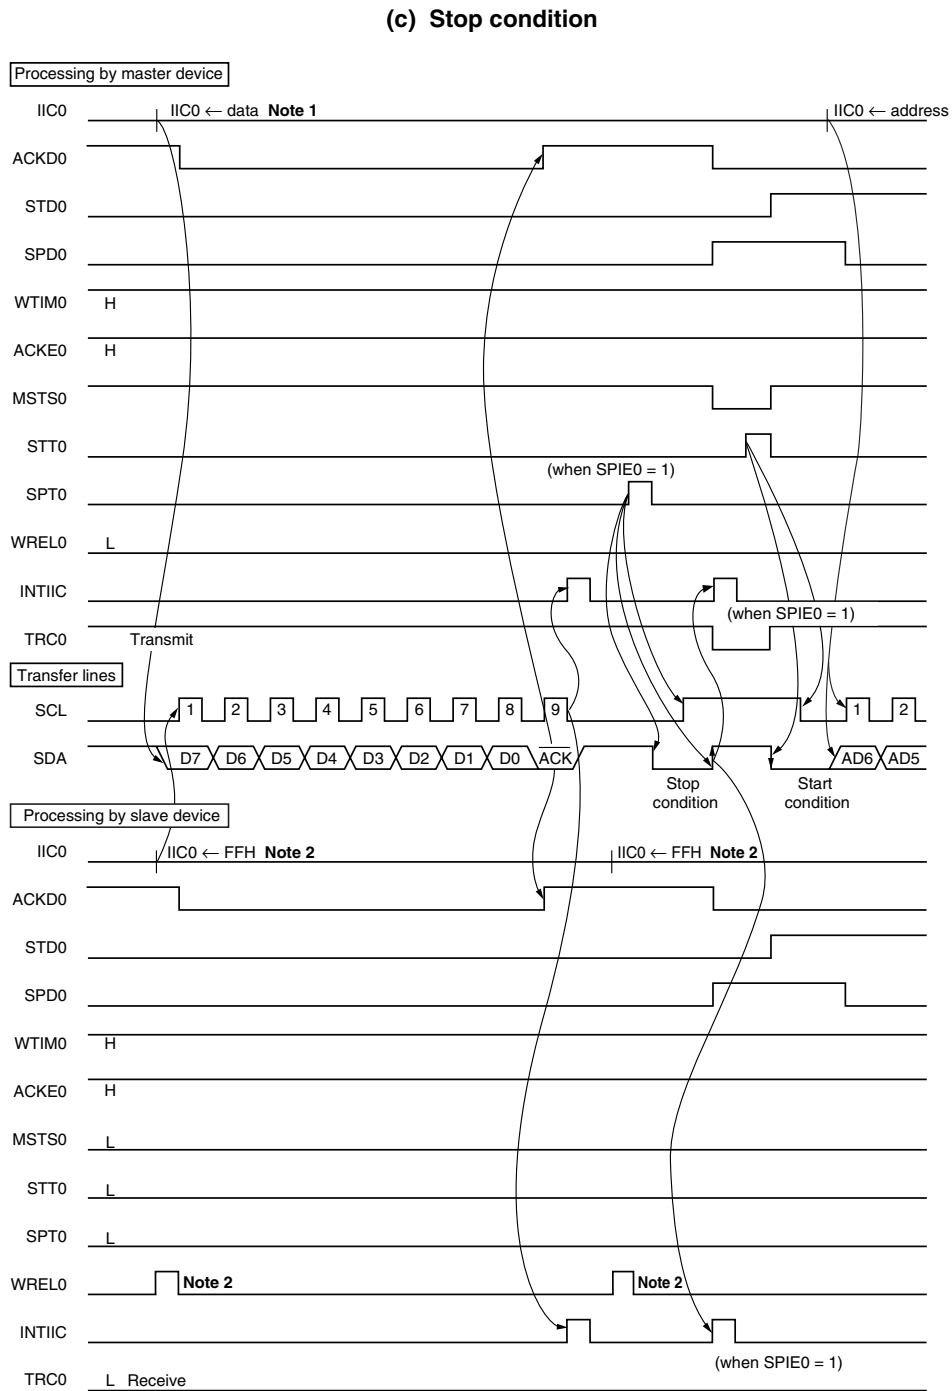 (c) Stop condition
Processing by master device
IIC0
IIC0 ← data Note 1
IIC0 ← address
ACKD0
STD0
SPD0
WTIM0 H
ACKE0 H
MSTS0
STT0
(when SPIE0 = 1)
SPT0
WREL0 L
INTIIC
(when SPIE0 = 1)
TRC0 Transmit
Transfer lines
SCL 1 2 3 4 5 6 7 8 9 1 2
SDA D7 D6 D5 D4 D3 D2 D1 D0 ACK AD6 AD5
Stop condition
Start condition
Processing by slave device
IIC0
IIC0 ← FFH Note 2
IIC0 ← FFH Note 2
ACKD0
STD0
SPD0
WTIM0 H
ACKE0 H
MSTS0 L
STT0 L
SPT0 L
WREL0 Note 2 Note 2
INTIIC
(when SPIE0 = 1)
TRC0 L Receive